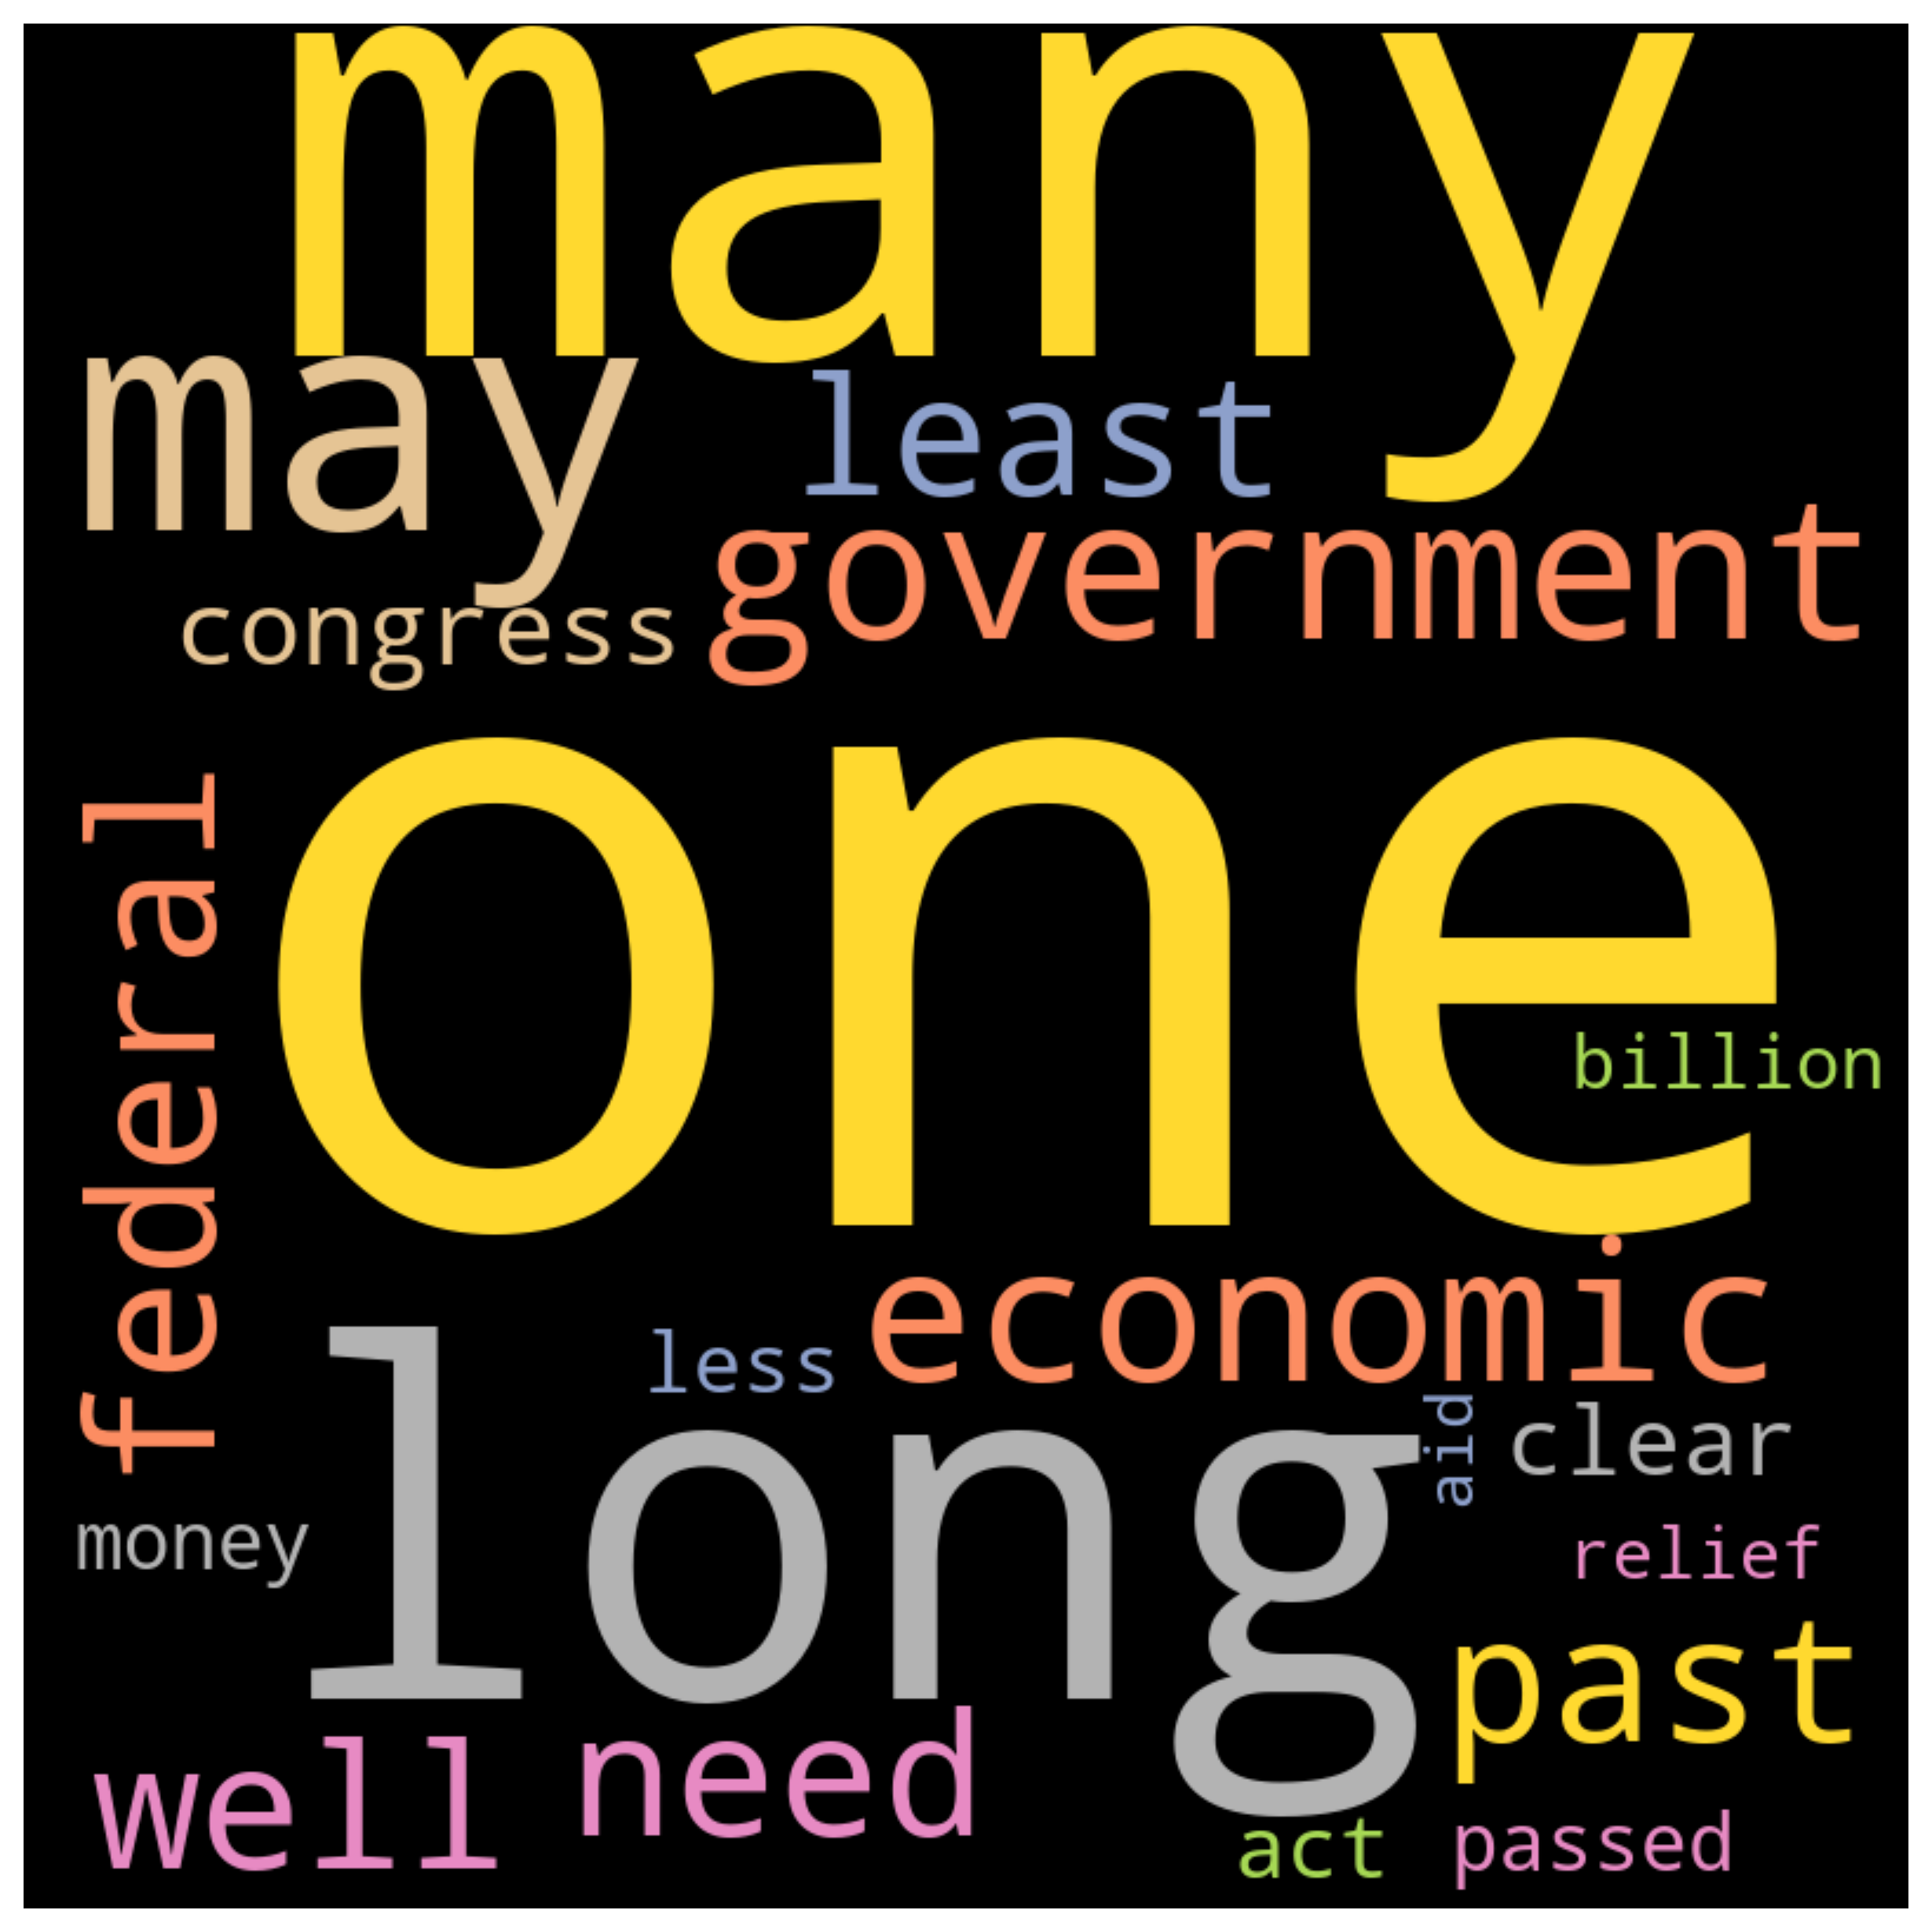 many
may
least
government
congress
one
federal
billion
economic
less
long
aid
clear
money
relief
past
need
well
act
passed